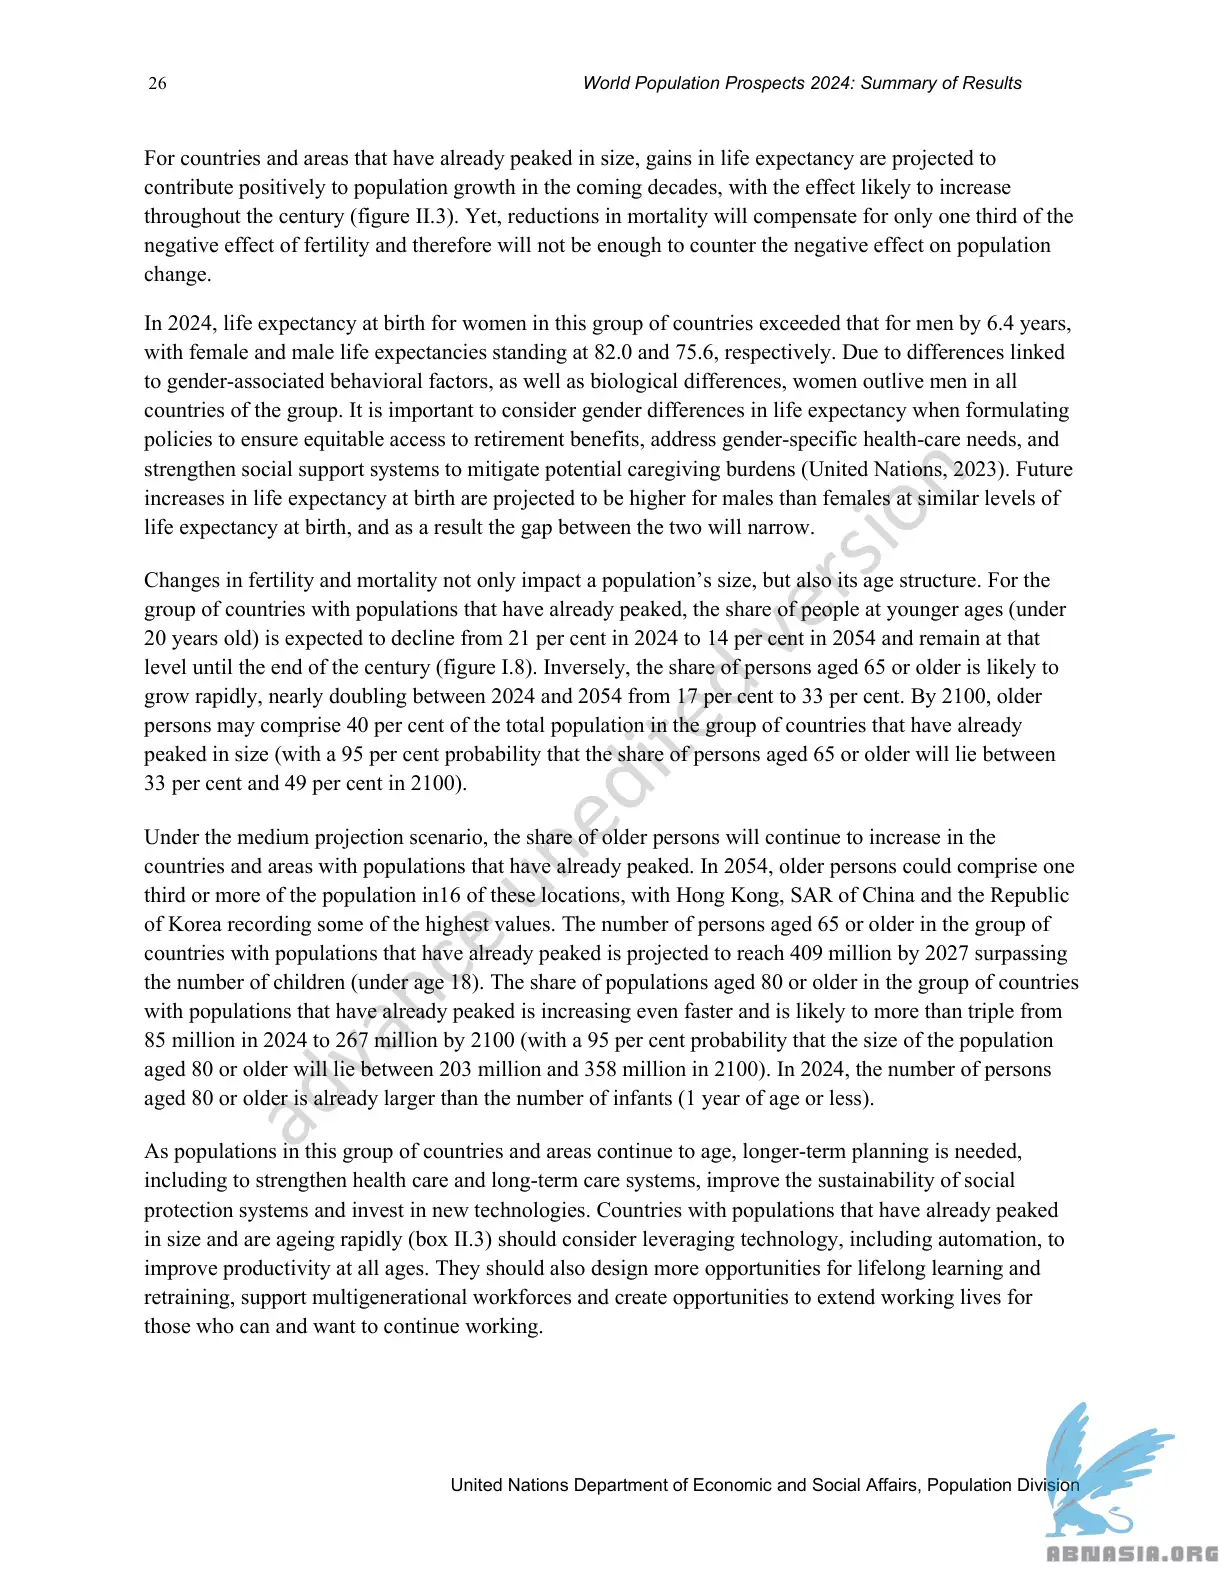 26
World Population Prospects 2024: Summary of Results
For countries and areas that have already peaked in size, gains in life expectancy are projected to
contribute positively to population growth in the coming decades, with the effect likely to increase
throughout the century (figure II.3). Yet, reductions in mortality will compensate for only one third of the
negative effect of fertility and therefore will not be enough to counter the negative effect on population
change.
In 2024, life expectancy at birth for women in this group of countries exceeded that for men by 6.4 years,
with female and male life expectancies standing at 82.0 and 75.6, respectively. Due to differences linked
to gender-associated behavioral factors, as well as biological differences, women outlive men in all
countries of the group. It is important to consider gender differences in life expectancy when formulating
policies to ensure equitable access to retirement benefits, address gender-specific health-care needs, and
strengthen social support systems to mitigate potential caregiving burdens (United Nations, 2023). Future
increases in life expectancy at birth are projected to be higher for males than females at similar levels of
life expectancy at birth, and as a result the gap between the two will narrow.
Changes in fertility and mortality not only impact a population’s size, but also its age structure. For the
group of countries with populations that have already peaked, the share of people at younger ages (under
20 years old) is expected to decline from 21 per cent in 2024 to 14 per cent in 2054 and remain at that
level until the end of the century (figure I.8). Inversely, the share of persons aged 65 or older is likely to
grow rapidly, nearly doubling between 2024 and 2054 from 17 per cent to 33 per cent. By 2100, older
persons may comprise 40 per cent of the total population in the group of countries that have already
peaked in size (with a 95 per cent probability that the share of persons aged 65 or older will lie between
33 per cent and 49 per cent in 2100).
Under the medium projection scenario, the share of older persons will continue to increase in the
countries and areas with populations that have already peaked. In 2054, older persons could comprise one
third or more of the population in16 of these locations, with Hong Kong, SAR of China and the Republic
of Korea recording some of the highest values. The number of persons aged 65 or older in the group of
countries with populations that have already peaked is projected to reach 409 million by 2027 surpassing
the number of children (under age 18). The share of populations aged 80 or older in the group of countries
with populations that have already peaked is increasing even faster and is likely to more than triple from
85 million in 2024 to 267 million by 2100 (with a 95 per cent probability that the size of the population
aged 80 or older will lie between 203 million and 358 million in 2100). In 2024, the number of persons
aged 80 or older is already larger than the number of infants (1 year of age or less).
As populations in this group of countries and areas continue to age, longer-term planning is needed,
including to strengthen health care and long-term care systems, improve the sustainability of social
protection systems and invest in new technologies. Countries with populations that have already peaked
in size and are ageing rapidly (box II.3) should consider leveraging technology, including automation, to
improve productivity at all ages. They should also design more opportunities for lifelong learning and
retraining, support multigenerational workforces and create opportunities to extend working lives for
those who can and want to continue working.
advance unedited version
United Nations Department of Economic and Social Affairs, Population Division
ABNASIA.ORG